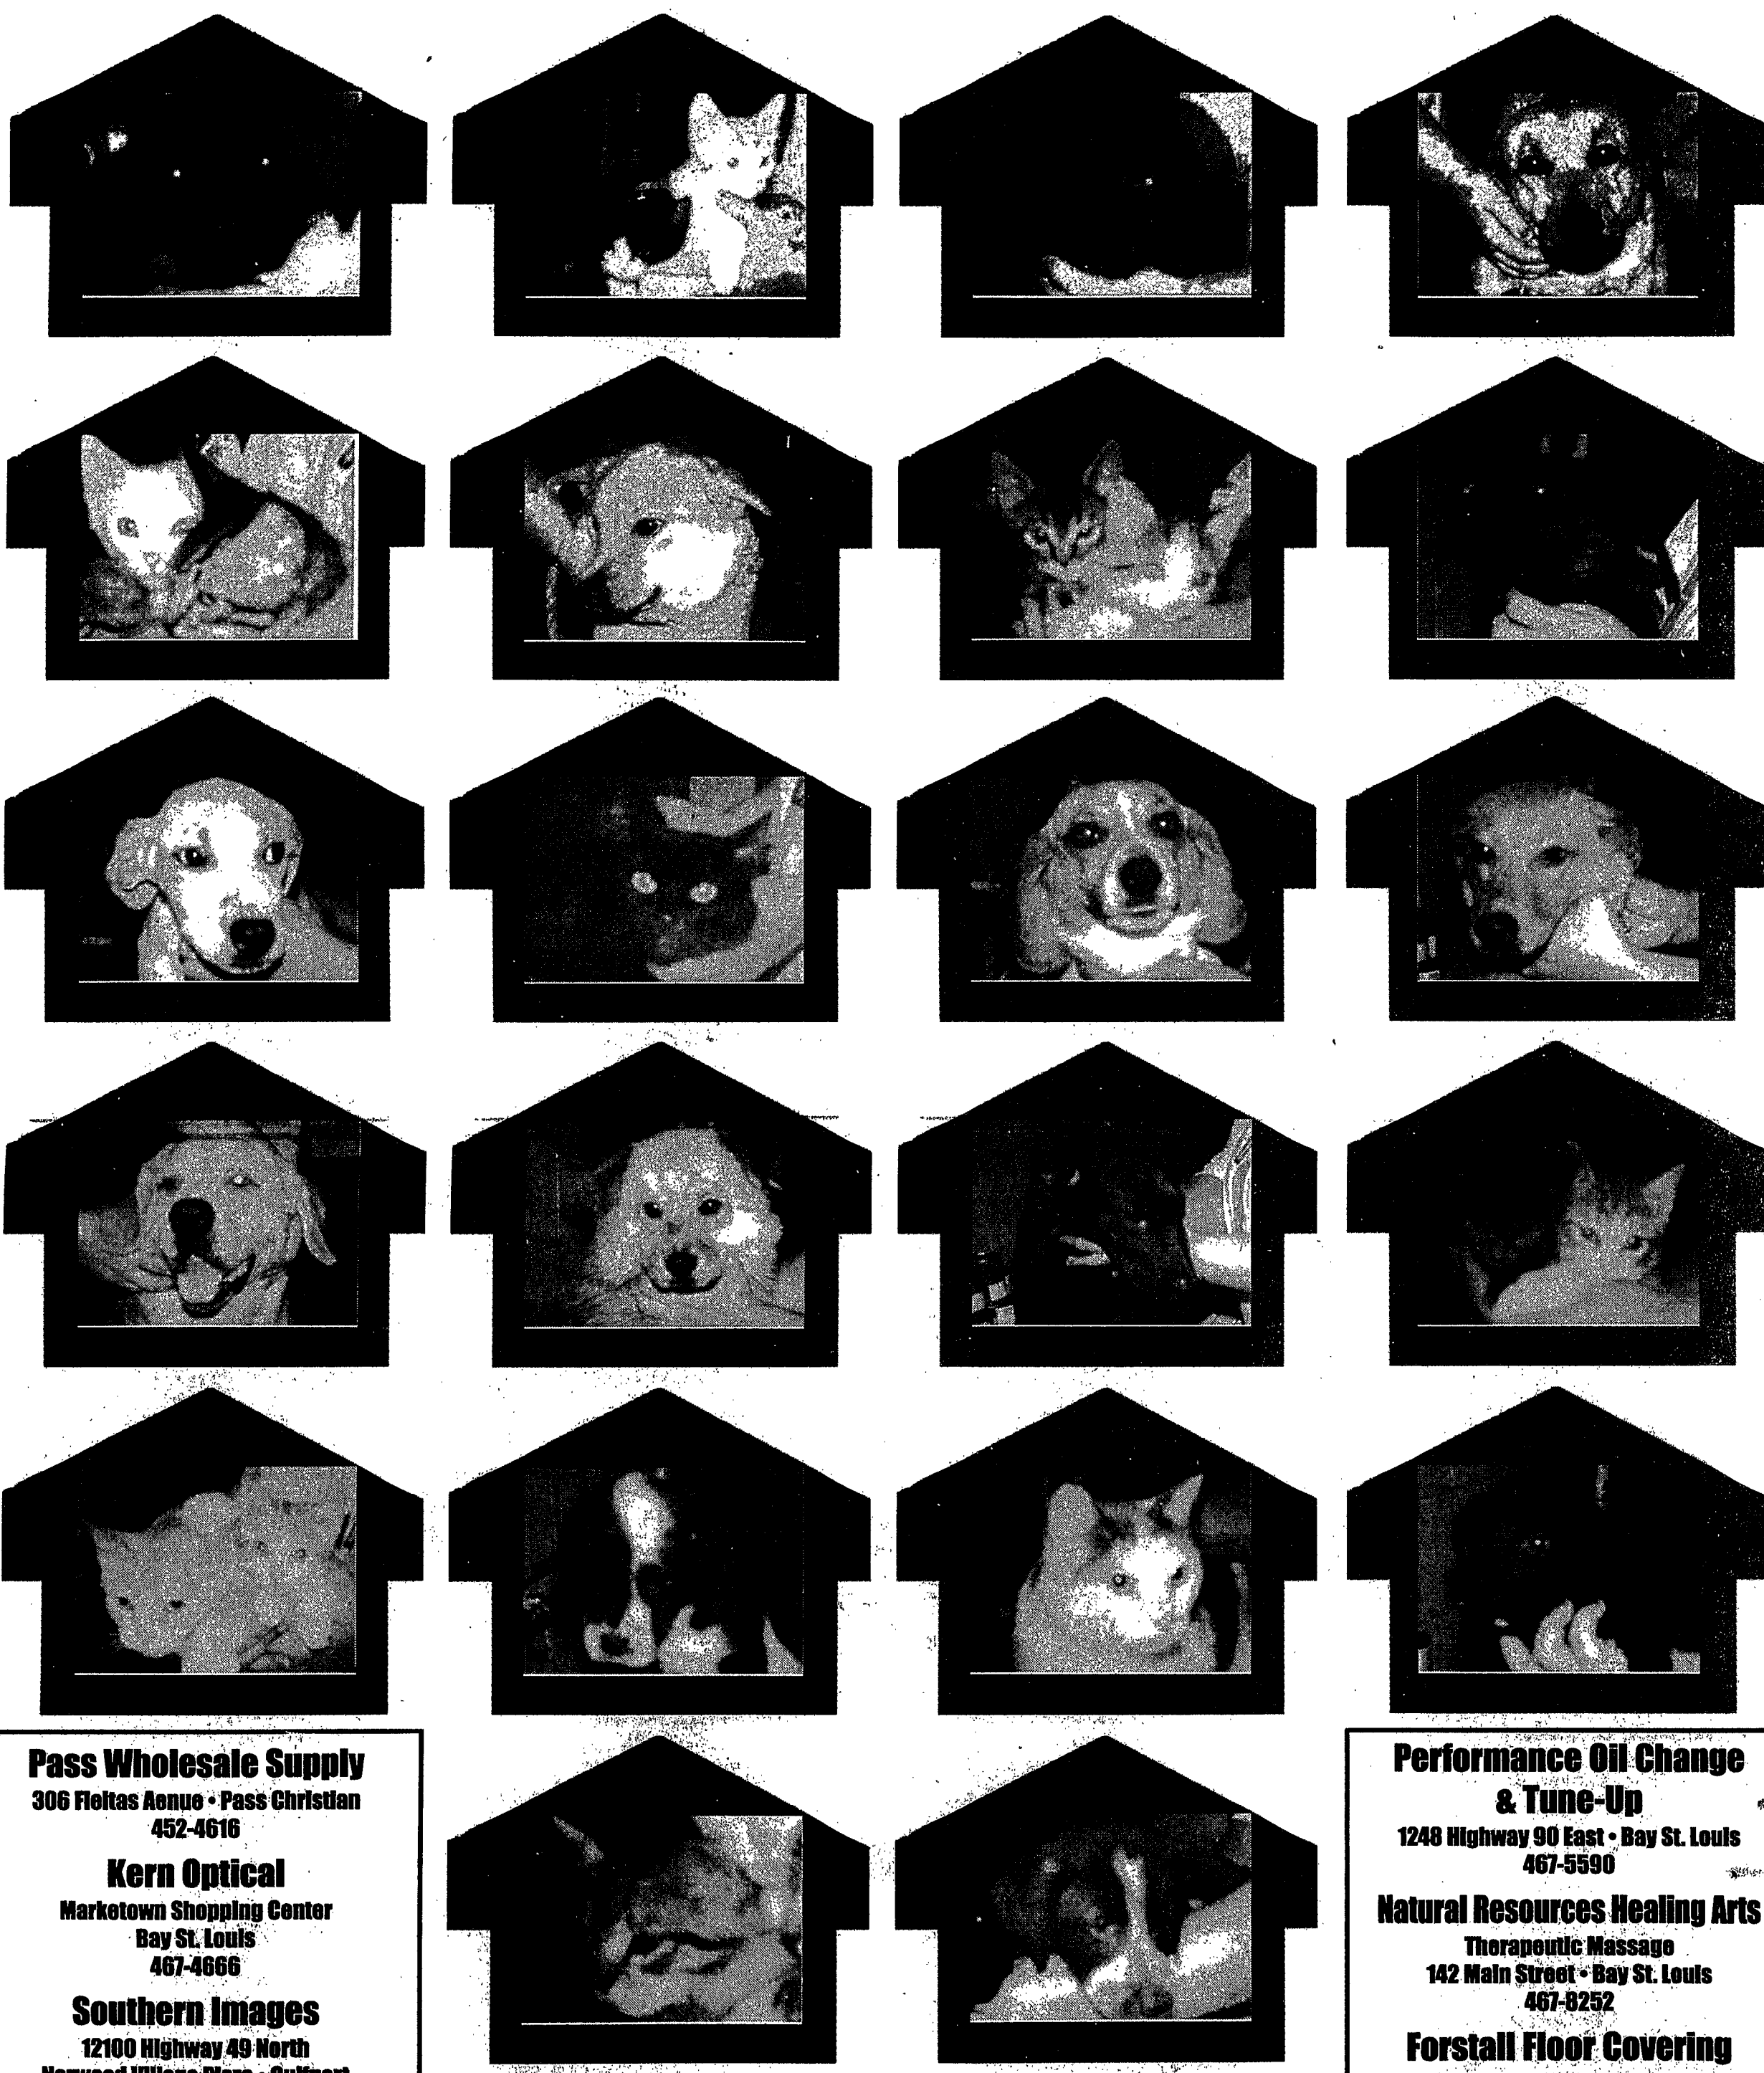 Pass Wholesale Supply
306 Fleitas Aenue • Pass Christian
452-4616
Kern Optical
Marketown Shopping Center
Bay St. Louis
467-4666
Southern Images
12100 Highway 49 North
Performance Oil Change
& Tune-Up
1248 Highway 90 East • Bay St. Louis
467-5590
Natural Resources Healing Arts
Therapeutic Massage
142 Main Street • Bay St. Louis
467-8252
Forstall Floor Covering